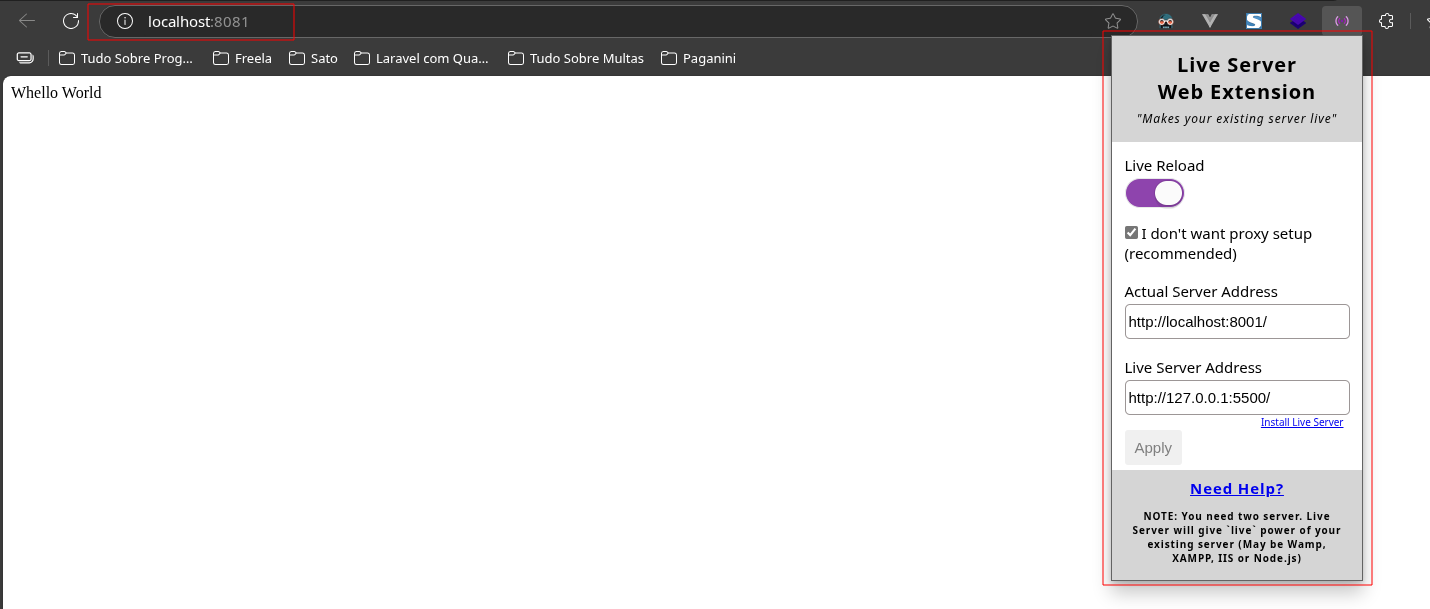 localhost:8081
Tudo Sobre Prog... Freela Sato Laravel com Qua... Tudo Sobre Multas Paganini
Whello World
Live Server
Web Extension
"Makes your existing server live"
Live Reload
I don't want proxy setup
(recommended)
Actual Server Address
http://localhost:8001/
Live Server Address
http://127.0.0.1:5500/
Install Live Server
Apply
Need Help?
NOTE: You need two server. Live
Server will give `live` power of your
existing server (May be Wamp,
XAMPP, IIS or Node.js)